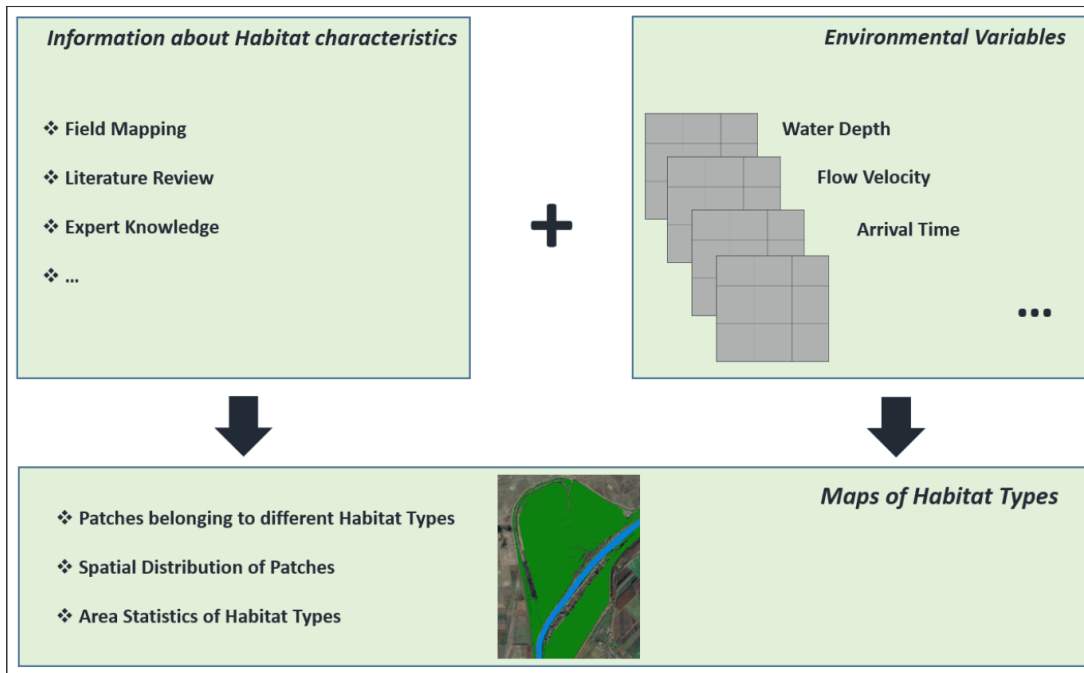 Information about Habitat characteristics
❖ Field Mapping
❖ Literature Review
❖ Expert Knowledge
❖ ...
+
Environmental Variables
Water Depth
Flow Velocity
Arrival Time
...
Maps of Habitat Types
❖ Patches belonging to different Habitat Types
❖ Spatial Distribution of Patches
❖ Area Statistics of Habitat Types